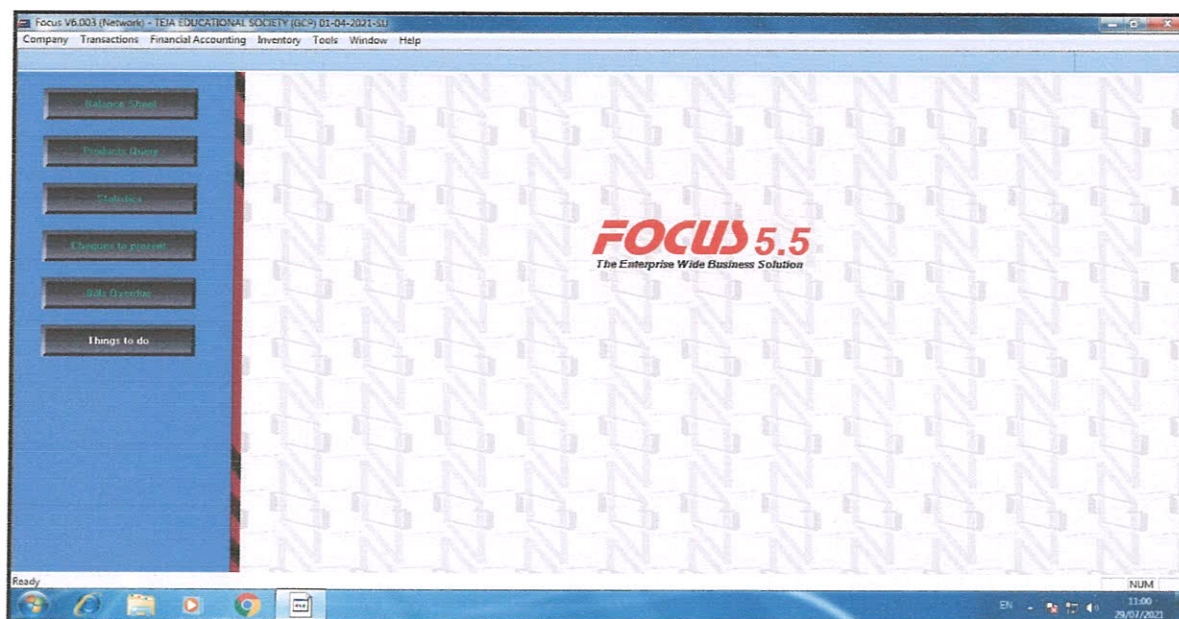 Focus V6.003 (Network) - TEJA EDUCATIONAL SOCIETY (GCP) 01-04-2021-SU
Company Transactions Financial Accounting Inventory Tools Window Help
Balance Sheet
Products Query
Statistics
Cheques to present
Bills Overdue
Things to do
FOCUS 5.5
The Enterprise Wide Business Solution
Ready
NUM
EN
11:00
29/07/2021